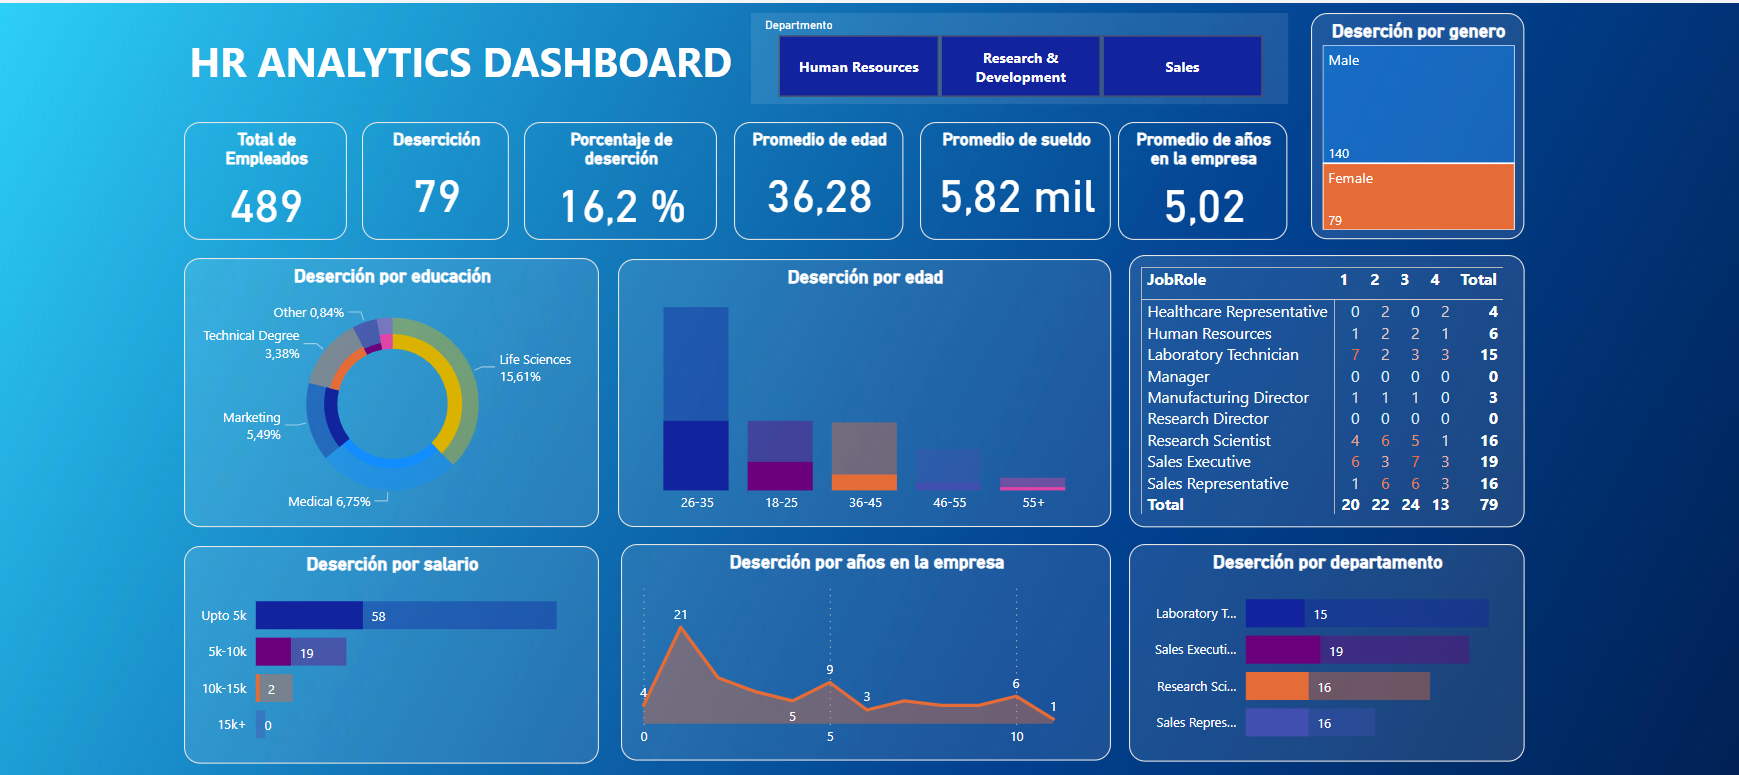 HR ANALYTICS DASHBOARD
Departmento
Human Resources
Research &
Development
Sales
Deserción por genero
Male
140
Female
79
Total de
Empleados
489
Desercición
79
Porcentaje de
deserción
16,2 %
Promedio de edad
36,28
Promedio de sueldo
5,82 mil
Promedio de años
en la empresa
5,02
Deserción por educación
Other 0,84%
Technical Degree
3,38%
Life Sciences
15,61%
Marketing
5,49%
Medical 6,75%
Deserción por edad
26-35 18-25 36-45 46-55 55+
JobRole 1 2 3 4 Total
Healthcare Representative 0 2 0 2 4
Human Resources 1 2 2 1 6
Laboratory Technician 7 2 3 3 15
Manager 0 0 0 0 0
Manufacturing Director 1 1 1 0 3
Research Director 0 0 0 0 0
Research Scientist 4 6 5 1 16
Sales Executive 6 3 7 3 19
Sales Representative 1 6 6 3 16
Total 20 22 24 13 79
Deserción por salario
Upto 5k 58
5k-10k 19
10k-15k 2
15k+ 0
Deserción por años en la empresa
4 21 5 9 3 6 1
0 5 10
Deserción por departamento
Laboratory T... 15
Sales Executi... 19
Research Sci... 16
Sales Repres... 16